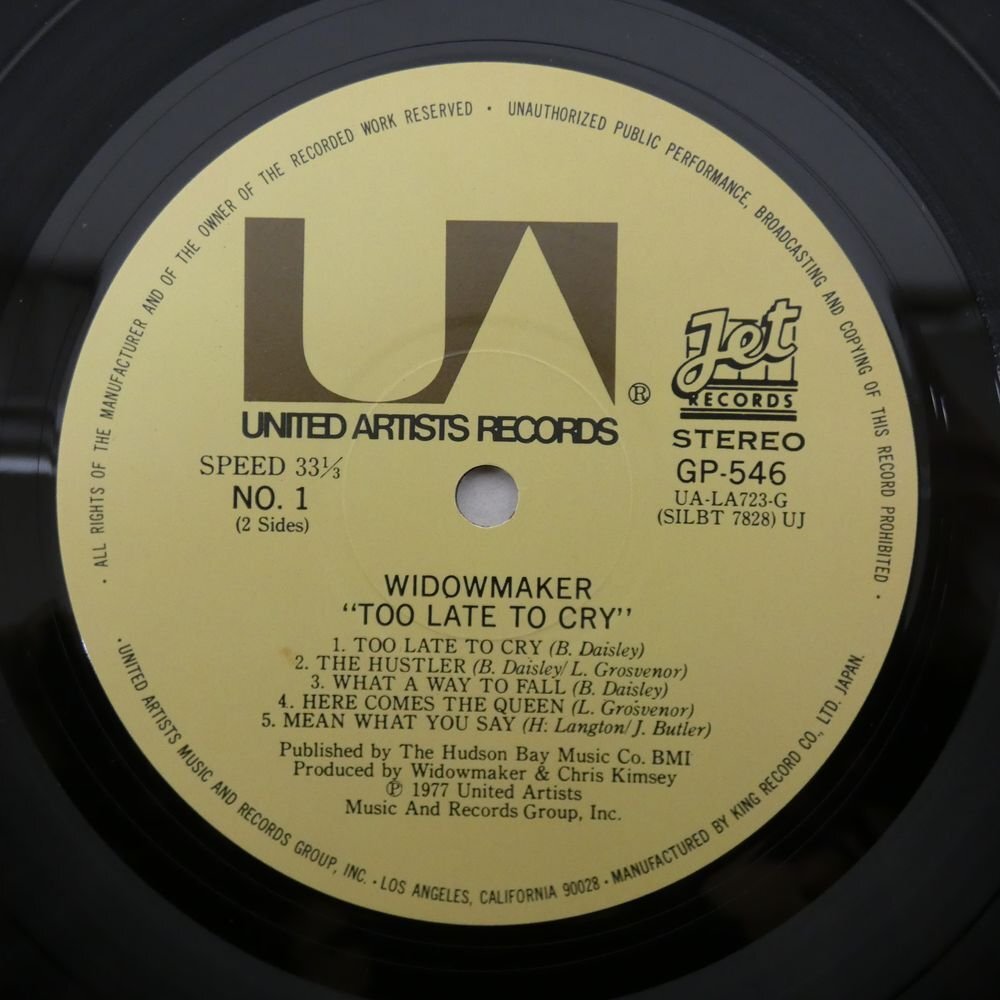 · ALL RIGHTS OF THE MANUFACTURER AND OF THE OWNER OF THE RECORDED WORK RESERVED · UNAUTHORIZED PUBLIC PERFORMANCE, BROADCASTING AND COPYING OF THIS RECORD PROHIBITED ·
UA ®
UNITED ARTISTS RECORDS
Jet
RECORDS
STEREO
GP-546
UA-LA723-G
(SILBT 7828) UJ
SPEED 33⅓
NO. 1
(2 Sides)
WIDOWMAKER
“TOO LATE TO CRY”
1. TOO LATE TO CRY (B. Daisley)
2. THE HUSTLER (B. Daisley/ L. Grosvenor)
3. WHAT A WAY TO FALL (B. Daisley)
4. HERE COMES THE QUEEN (L. Grosvenor)
5. MEAN WHAT YOU SAY (H. Langton/ J. Butler)
Published by The Hudson Bay Music Co. BMI
Produced by Widowmaker & Chris Kimsey
℗ 1977 United Artists
Music And Records Group, Inc.
· UNITED ARTISTS MUSIC AND RECORDS GROUP, INC. · LOS ANGELES, CALIFORNIA 90028 · MANUFACTURED BY KING RECORD CO., LTD. JAPAN.